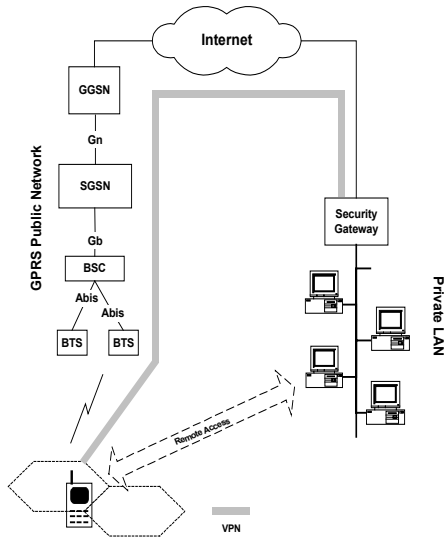 Internet
GGSN
Gn
SGSN
Gb
BSC
Abis
Abis
BTS
BTS
GPRS Public Network
Security
Gateway
Private LAN
Remote Access
VPN